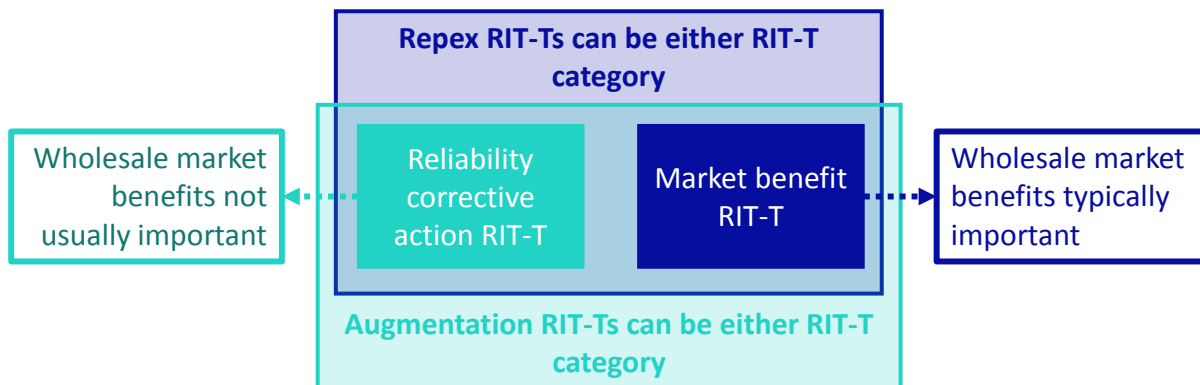 Repex RIT-Ts can be either RIT-T
category
Wholesale market
benefits not
usually important
Reliability
corrective
action RIT-T
Market benefit
RIT-T
Wholesale market
benefits typically
important
Augmentation RIT-Ts can be either RIT-T
category